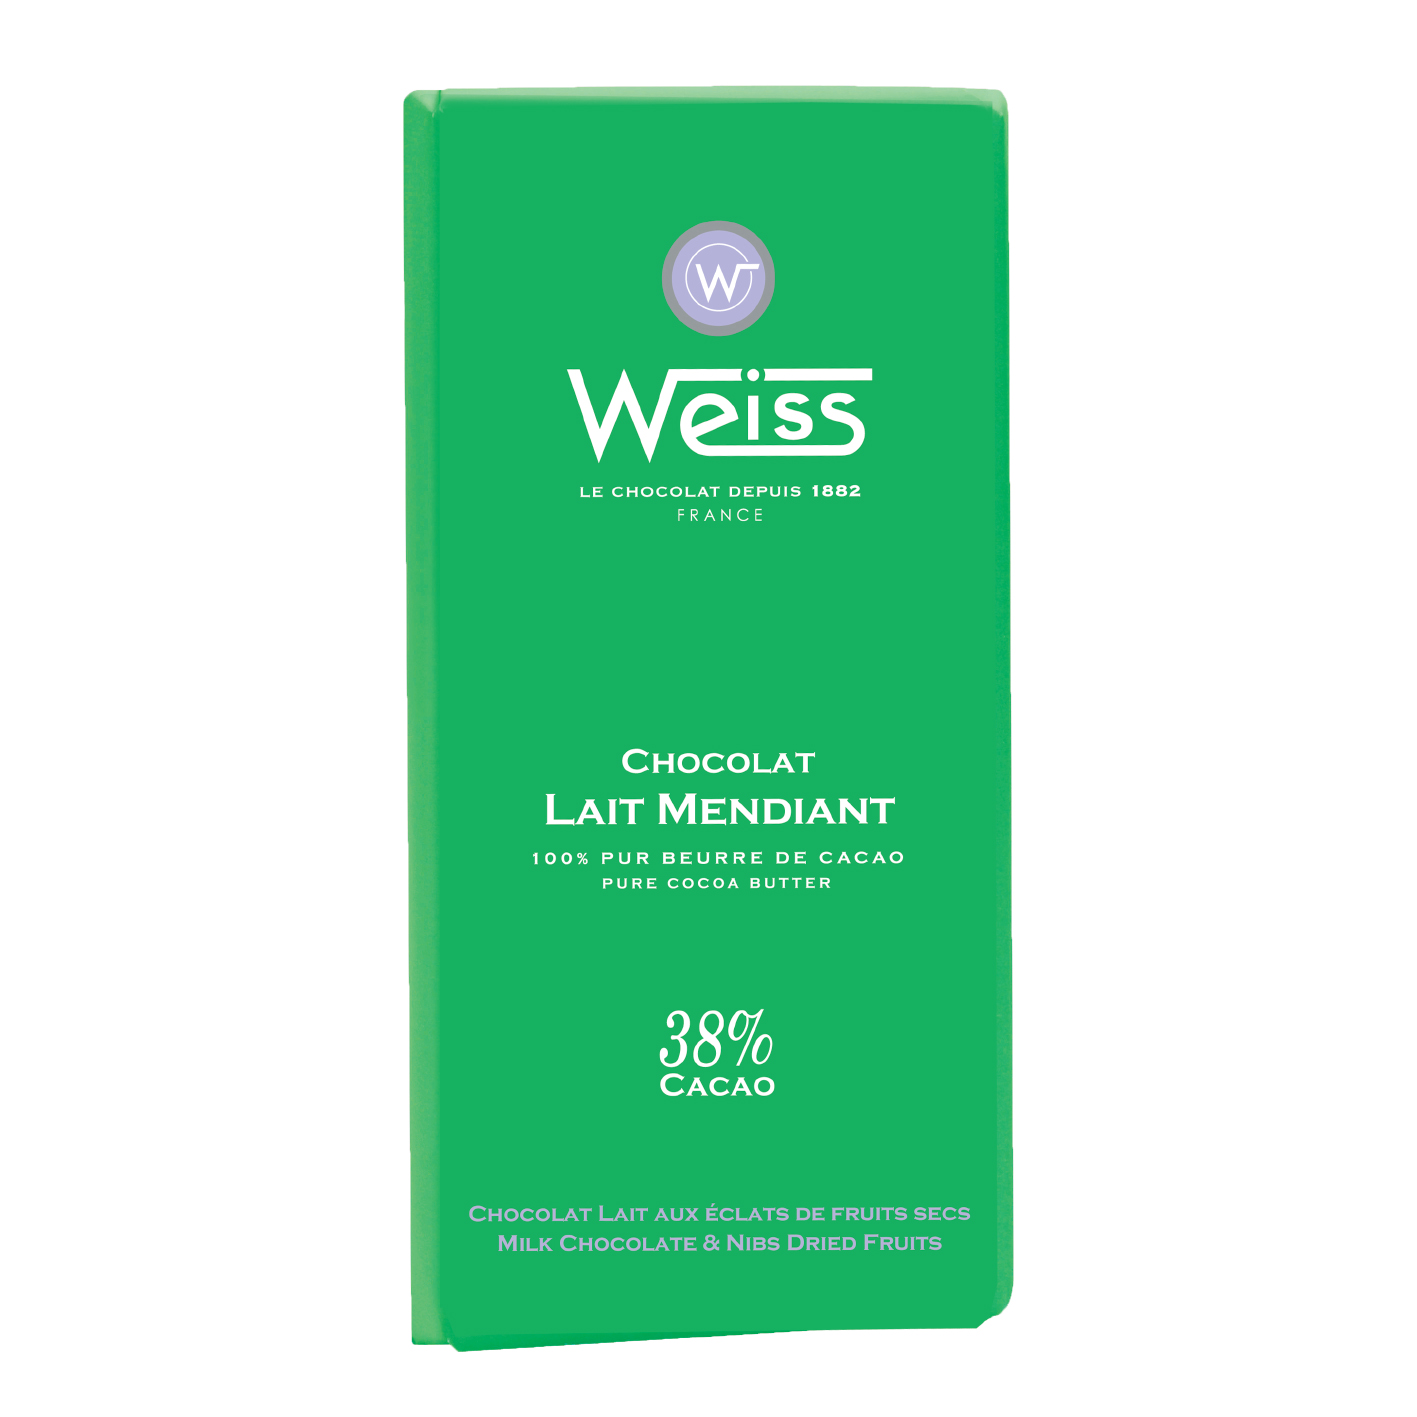 W
Weiss
LE CHOCOLAT DEPUIS 1882
FRANCE
CHOCOLAT
LAIT MENDIANT
100% PUR BEURRE DE CACAO
PURE COCOA BUTTER
38%
CACAO
CHOCOLAT LAIT AUX ÉCLATS DE FRUITS SECS
MILK CHOCOLATE & NIBS DRIED FRUITS